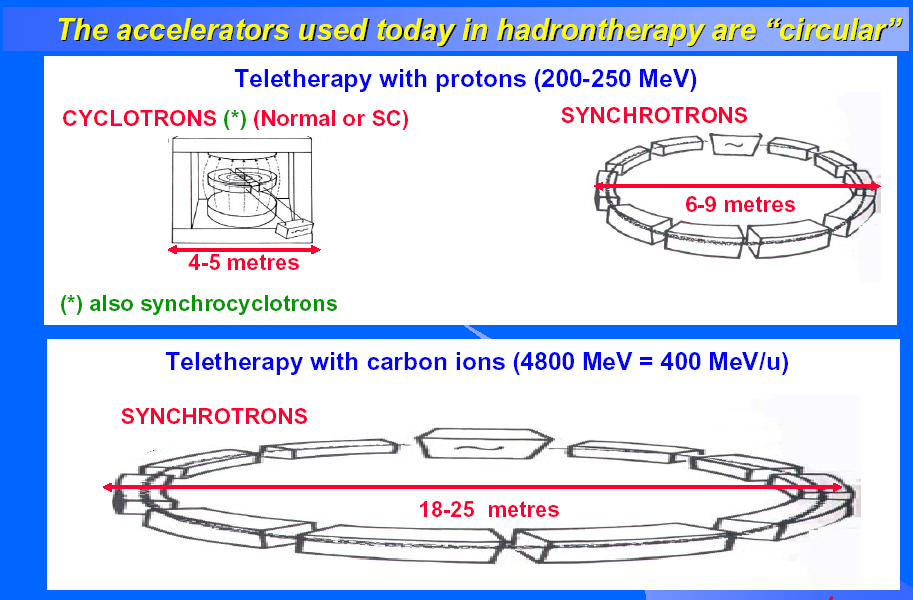 The accelerators used today in hadrontherapy are “circular”
Teletherapy with protons (200-250 MeV)
CYCLOTRONS (*) (Normal or SC)
SYNCHROTRONS
~
6-9 metres
4-5 metres
(*) also synchrocyclotrons
Teletherapy with carbon ions (4800 MeV = 400 MeV/u)
SYNCHROTRONS
~
18-25 metres